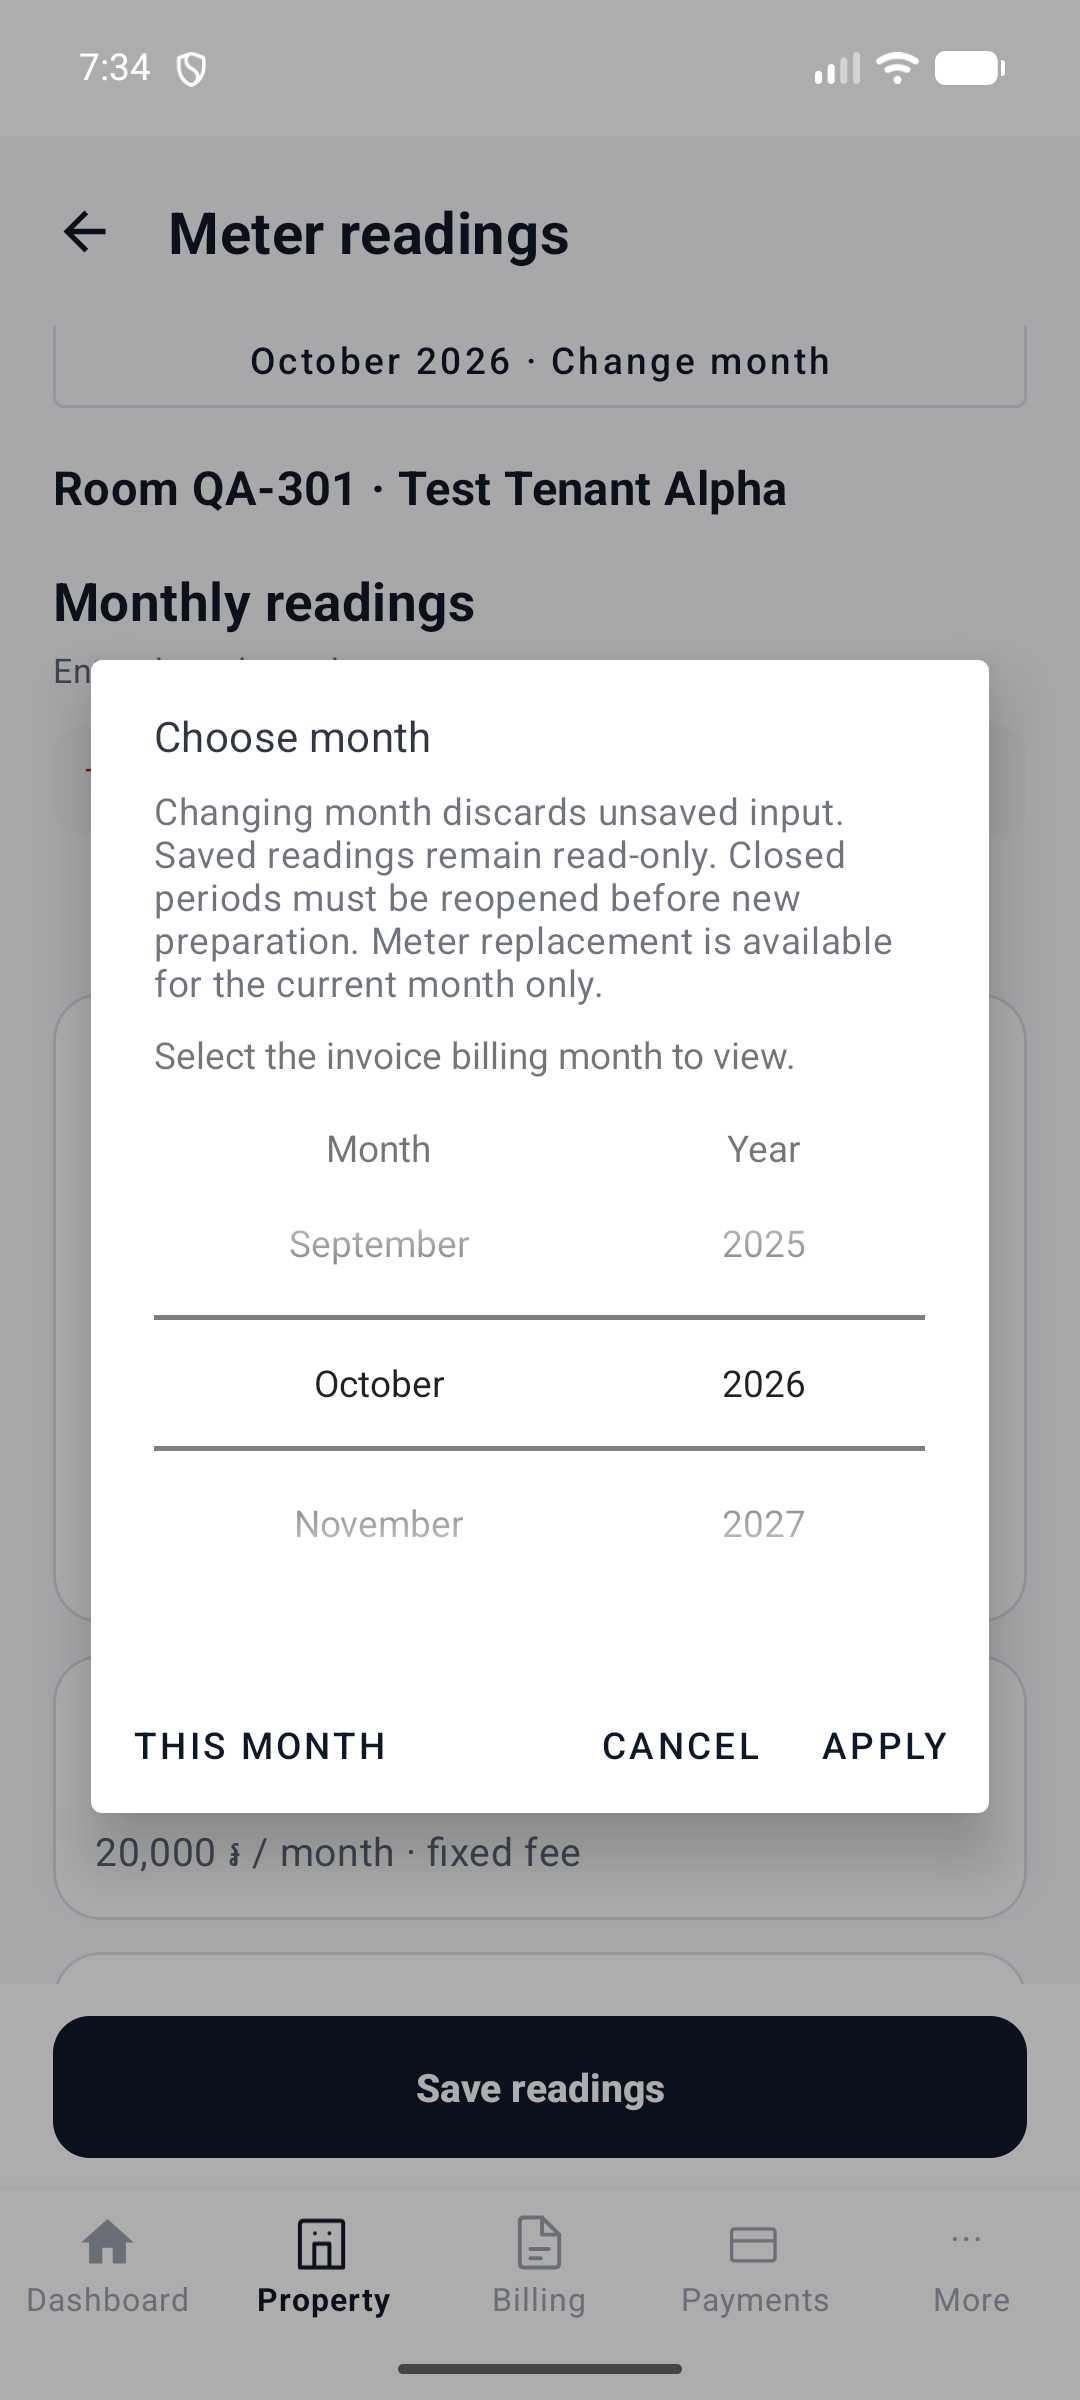 7:34
Meter readings
October 2026 · Change month
Room QA-301 · Test Tenant Alpha
Monthly readings
Choose month
Changing month discards unsaved input.
Saved readings remain read-only. Closed
periods must be reopened before new
preparation. Meter replacement is available
for the current month only.
Select the invoice billing month to view.
Month Year
September 2025
October 2026
November 2027
THIS MONTH CANCEL APPLY
20,000 / month · fixed fee
Save readings
Dashboard Property Billing Payments More